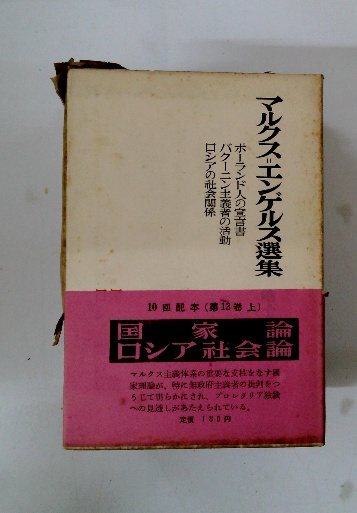 マルクス=エンゲルス選集
ポーランド人の宣言書
バクーニン主義者の活動
ロシアの社会関係
10回配本(第13巻 上)
国家論
ロシア社会論
マルクス主義体系の重要な支柱をなす國
家理論が、特に無政府主義者の批判をつ
うじて明らかにされ、プロレタリア独裁
への見透しがあたえられている。
定價 180円